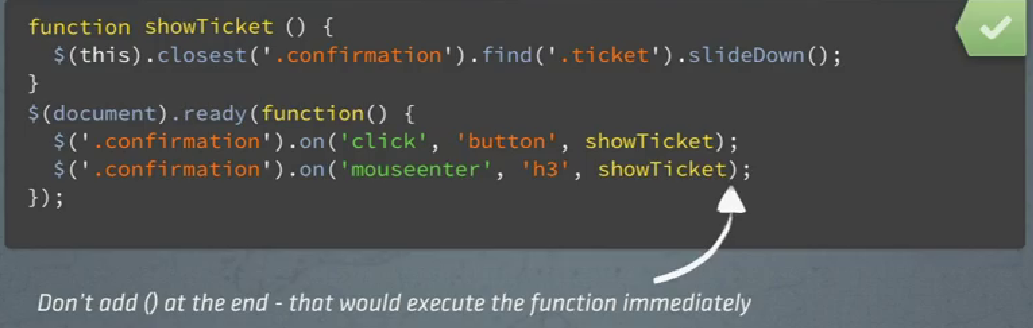 function showTicket () {
  $(this).closest('.confirmation').find('.ticket').slideDown();
}
$(document).ready(function() {
  $('.confirmation').on('click', 'button', showTicket);
  $('.confirmation').on('mouseenter', 'h3', showTicket);
});
Don't add () at the end - that would execute the function immediately